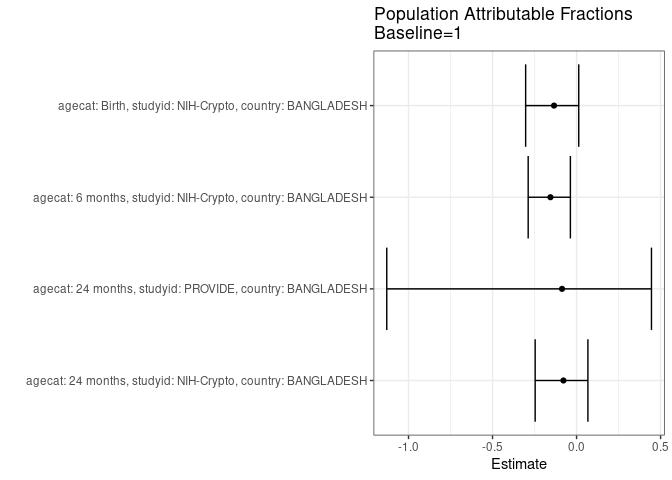 Population Attributable Fractions
Baseline=1
agecat: Birth, studyid: NIH-Crypto, country: BANGLADESH
agecat: 6 months, studyid: NIH-Crypto, country: BANGLADESH
agecat: 24 months, studyid: PROVIDE, country: BANGLADESH
agecat: 24 months, studyid: NIH-Crypto, country: BANGLADESH
-1.0 -0.5 0.0 0.5
Estimate